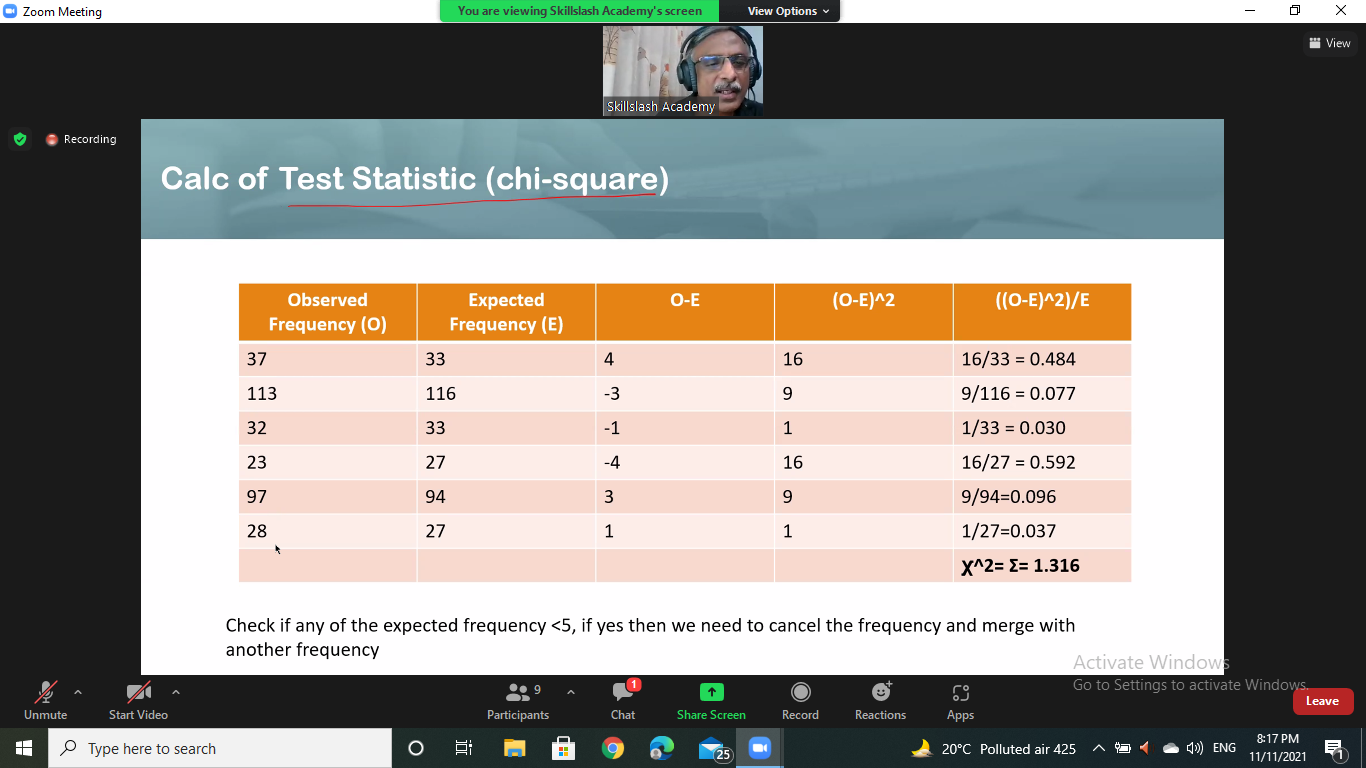 Zoom Meeting
You are viewing Skillslash Academy's screen
View Options
View
Skillslash Academy
Recording
Calc of Test Statistic (chi-square)
Observed Frequency (O) Expected Frequency (E) O-E (O-E)^2 ((O-E)^2)/E
37 33 4 16 16/33 = 0.484
113 116 -3 9 9/116 = 0.077
32 33 -1 1 1/33 = 0.030
23 27 -4 16 16/27 = 0.592
97 94 3 9 9/94=0.096
28 27 1 1 1/27=0.037
χ^2= Σ= 1.316
Check if any of the expected frequency <5, if yes then we need to cancel the frequency and merge with
another frequency
Activate Windows
Go to Settings to activate Windows.
Unmute Start Video Participants 9 Chat 1 Share Screen Record Reactions Apps Leave
Type here to search 25 20°C Polluted air 425 ENG 8:17 PM 1
11/11/2021